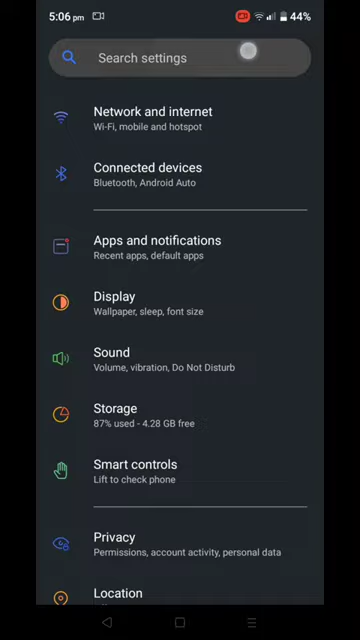 5:06 pm
44%
Search settings
Network and internet
Wi-Fi, mobile and hotspot
Connected devices
Bluetooth, Android Auto
Apps and notifications
Recent apps, default apps
Display
Wallpaper, sleep, font size
Sound
Volume, vibration, Do Not Disturb
Storage
87% used - 4.28 GB free
Smart controls
Lift to check phone
Privacy
Permissions, account activity, personal data
Location